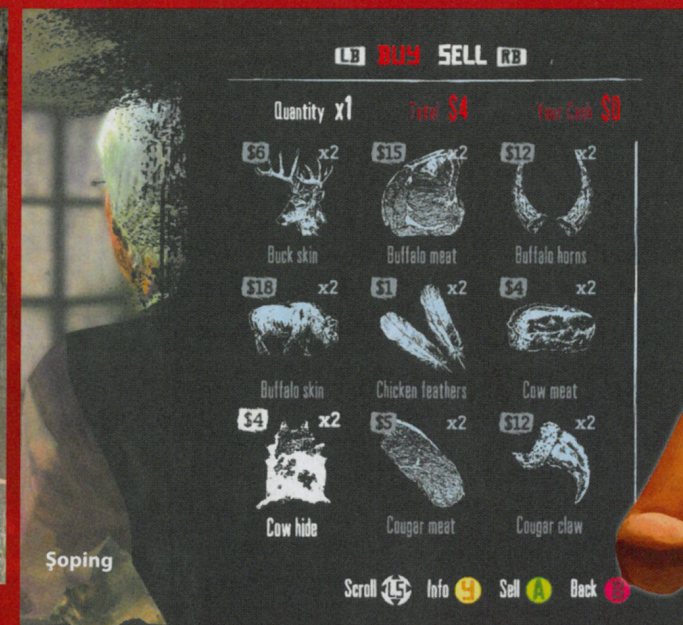 LB BUY SELL RB
Quantity x1 Total $4 Your Cash $0
$6 x2 $15 x2 $12 x2
Buck skin Buffalo meat Buffalo horns
$18 x2 $1 x2 $4 x2
Buffalo skin Chicken feathers Cow meat
$4 x2 $5 x2 $12 x2
Cow hide Cougar meat Cougar claw
Şoping
Scroll LS Info Y Sell A Back B